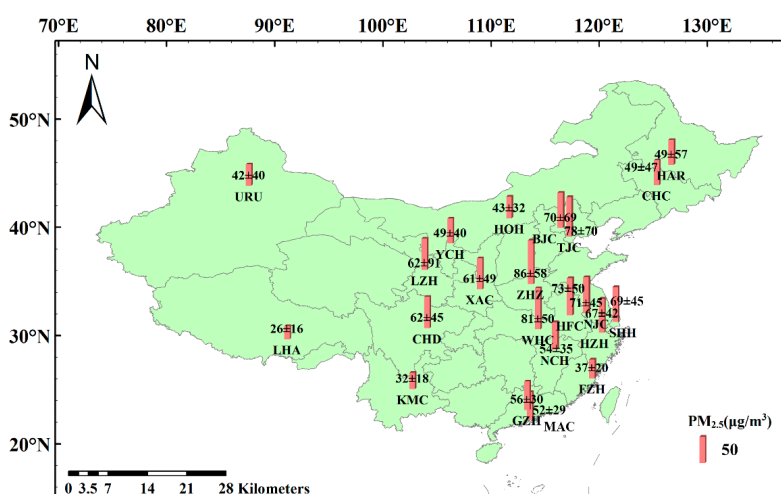 70°E 80°E 90°E 100°E 110°E 120°E 130°E
N
50°N
40°N
30°N
20°N
49±57
HAR
49±47
CHC
42±40
URU
43±32
HOH
70±69
BJC
78±70
TJC
49±40
YCH
62±91
LZH
61±49
XAC
86±58
ZHZ
73±50
HFC
71±45
NJC
69±45
SHH
67±42
HZH
62±45
CHD
81±50
WHC
54±35
NCH
26±16
LHA
32±18
KMC
37±20
FZH
56±30
GZH
52±29
MAC
PM2.5(μg/m³)
50
0 3.5 7 14 21 28 Kilometers